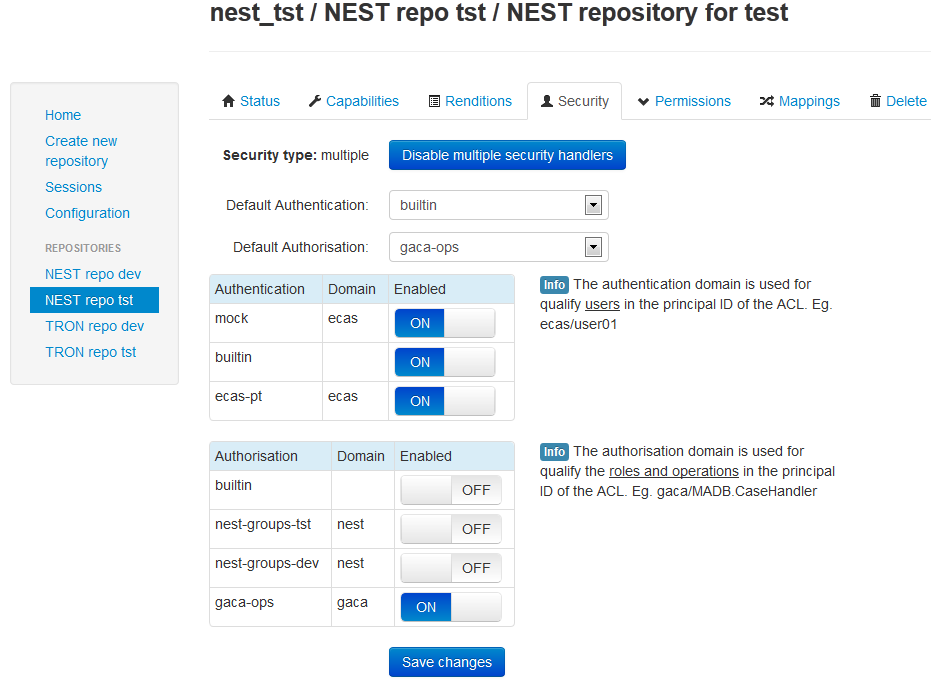 nest_tst / NEST repo tst / NEST repository for test
Home
Create new
repository
Sessions
Configuration
REPOSITORIES
NEST repo dev
NEST repo tst
TRON repo dev
TRON repo tst
Status Capabilities Renditions Security Permissions Mappings Delete
Security type: multiple Disable multiple security handlers
Default Authentication: builtin
Default Authorisation: gaca-ops
Authentication Domain Enabled
mock ecas ON
builtin ON
ecas-pt ecas ON
Info The authentication domain is used for
qualify users in the principal ID of the ACL. Eg.
ecas/user01
Authorisation Domain Enabled
builtin OFF
nest-groups-tst nest OFF
nest-groups-dev nest OFF
gaca-ops gaca ON
Info The authorisation domain is used for
qualify the roles and operations in the principal
ID of the ACL. Eg. gaca/MADB.CaseHandler
Save changes